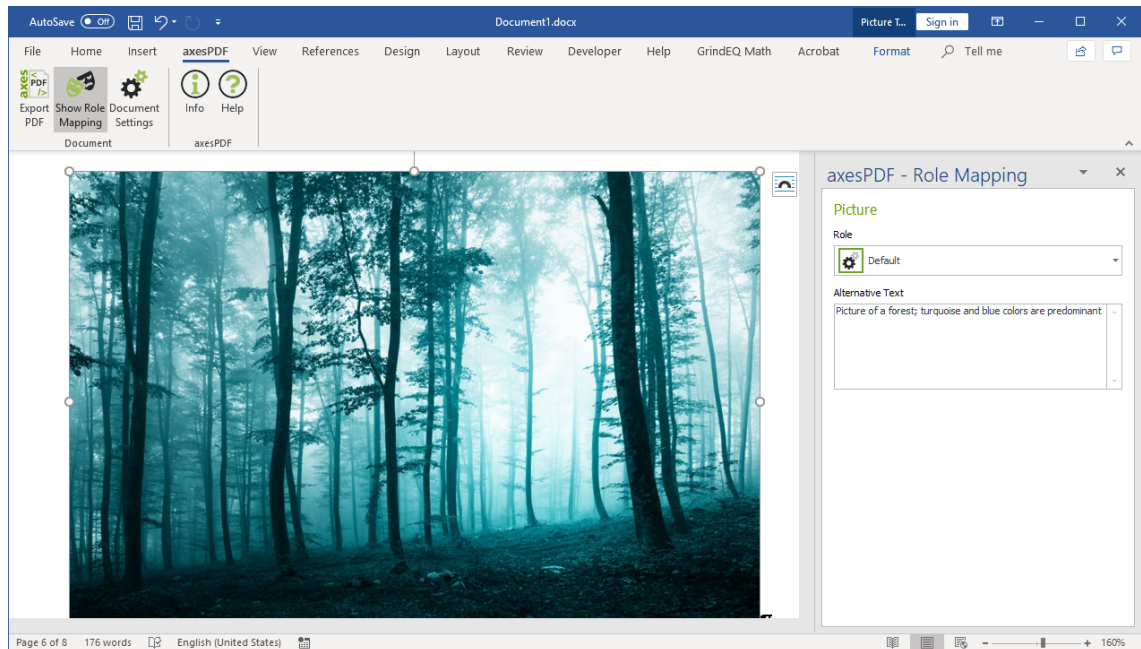 AutoSave Off Document1.docx Picture T... Sign in
File Home Insert axesPDF View References Design Layout Review Developer Help GrindEQ Math Acrobat Format Tell me
axes PDF
Export PDF
Show Role Mapping
Document Settings
Info
Help
Document
axesPDF
axesPDF - Role Mapping
Picture
Role
Default
Alternative Text
Picture of a forest; turquoise and blue colors are predominant
Page 6 of 8 176 words English (United States) 160%